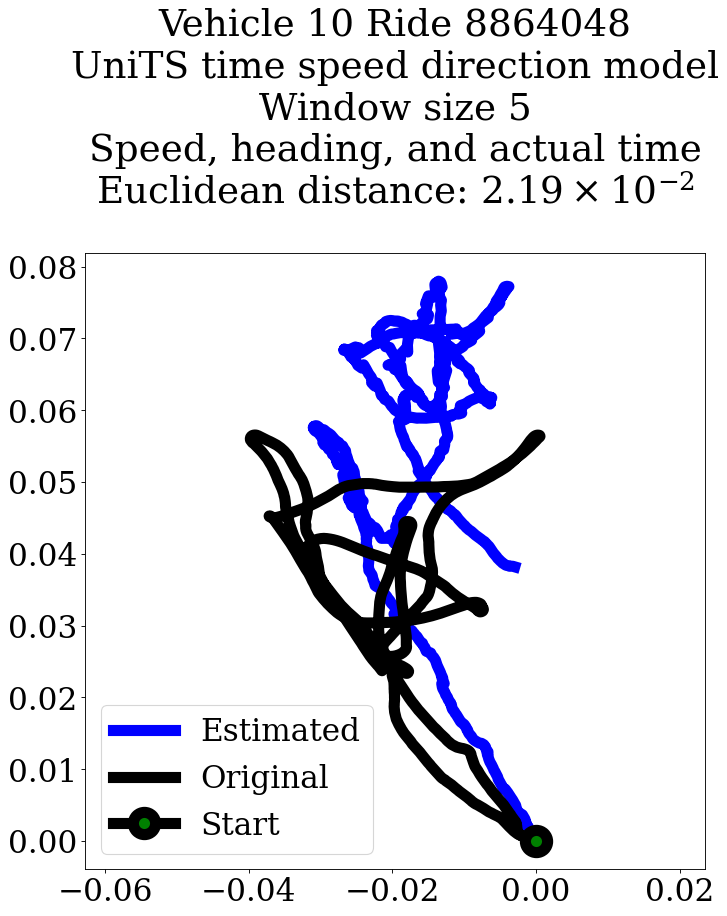 Vehicle 10 Ride 8864048
UniTS time speed direction model
Window size 5
Speed, heading, and actual time
Euclidean distance: 2.19 × 10⁻²
0.08
0.07
0.06
0.05
0.04
0.03
0.02
0.01
0.00
Estimated
Original
Start
−0.06 −0.04 −0.02 0.00 0.02